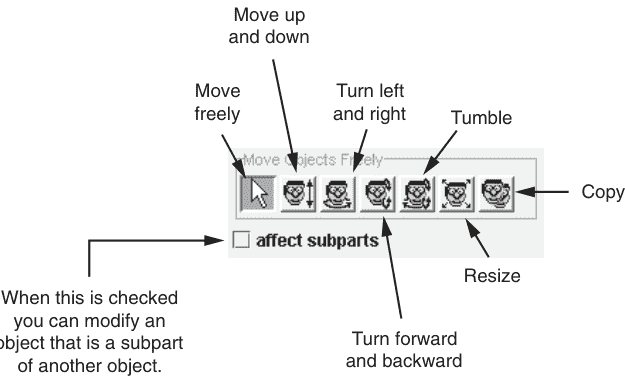 Move up
and down
Move
freely
Turn left
and right
Tumble
Move Objects Freely
Copy
affect subparts
Resize
When this is checked
you can modify an
object that is a subpart
of another object.
Turn forward
and backward